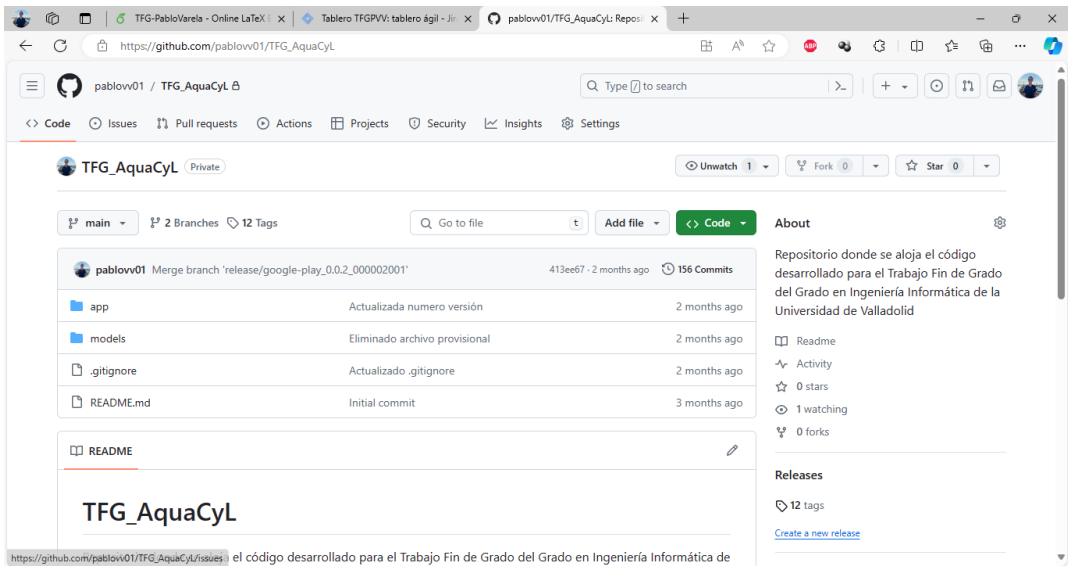 TFG-PabloVarela - Online LaTeX E
Tablero TFGPVV: tablero ágil - Jir
pablovv01/TFG_AquaCyL: Reposi
https://github.com/pablovv01/TFG_AquaCyL
ABP
pablovv01 / TFG_AquaCyL
Type / to search
Code Issues Pull requests Actions Projects Security Insights Settings
TFG_AquaCyL Private
Unwatch 1 Fork 0 Star 0
main 2 Branches 12 Tags
Go to file t Add file Code
pablovv01 Merge branch 'release/google-play_0.0.2_000002001' 413ee67 · 2 months ago 156 Commits
app Actualizada numero versión 2 months ago
models Eliminado archivo provisional 2 months ago
.gitignore Actualizado .gitignore 2 months ago
README.md Initial commit 3 months ago
README
TFG_AquaCyL
el código desarrollado para el Trabajo Fin de Grado del Grado en Ingeniería Informática de
https://github.com/pablovv01/TFG_AquaCyL/issues
About
Repositorio donde se aloja el código
desarrollado para el Trabajo Fin de Grado
del Grado en Ingeniería Informática de la
Universidad de Valladolid
Readme
Activity
0 stars
1 watching
0 forks
Releases
12 tags
Create a new release